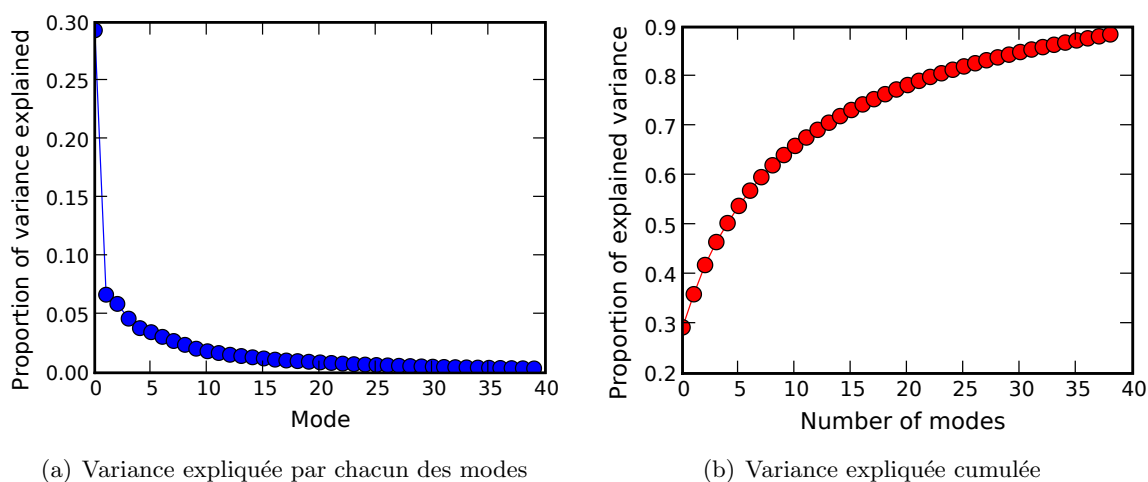 Proportion of variance explained
0.30
0.25
0.20
0.15
0.10
0.05
0.00
0 5 10 15 20 25 30 35 40
Mode
(a) Variance expliquée par chacun des modes
Proportion of explained variance
0.9
0.8
0.7
0.6
0.5
0.4
0.3
0.2
0 5 10 15 20 25 30 35 40
Number of modes
(b) Variance expliquée cumulée